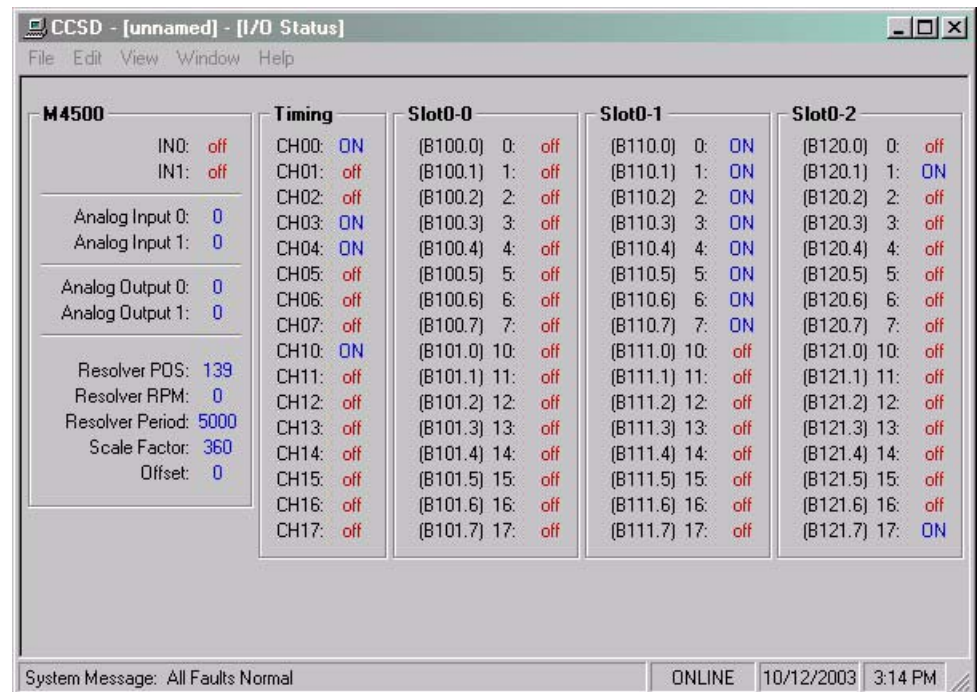 CCSD - [unnamed] - [I/O Status]
File Edit View Window Help
M4500
IN0: off
IN1: off
Analog Input 0: 0
Analog Input 1: 0
Analog Output 0: 0
Analog Output 1: 0
Resolver POS: 139
Resolver RPM: 0
Resolver Period: 5000
Scale Factor: 360
Offset: 0
Timing
CH00: ON
CH01: off
CH02: off
CH03: ON
CH04: ON
CH05: off
CH06: off
CH07: off
CH10: ON
CH11: off
CH12: off
CH13: off
CH14: off
CH15: off
CH16: off
CH17: off
Slot0-0
(B100.0) 0: off
(B100.1) 1: off
(B100.2) 2: off
(B100.3) 3: off
(B100.4) 4: off
(B100.5) 5: off
(B100.6) 6: off
(B100.7) 7: off
(B101.0) 10: off
(B101.1) 11: off
(B101.2) 12: off
(B101.3) 13: off
(B101.4) 14: off
(B101.5) 15: off
(B101.6) 16: off
(B101.7) 17: off
Slot0-1
(B110.0) 0: ON
(B110.1) 1: ON
(B110.2) 2: ON
(B110.3) 3: ON
(B110.4) 4: ON
(B110.5) 5: ON
(B110.6) 6: ON
(B110.7) 7: ON
(B111.0) 10: off
(B111.1) 11: off
(B111.2) 12: off
(B111.3) 13: off
(B111.4) 14: off
(B111.5) 15: off
(B111.6) 16: off
(B111.7) 17: off
Slot0-2
(B120.0) 0: off
(B120.1) 1: ON
(B120.2) 2: off
(B120.3) 3: off
(B120.4) 4: off
(B120.5) 5: off
(B120.6) 6: off
(B120.7) 7: off
(B121.0) 10: off
(B121.1) 11: off
(B121.2) 12: off
(B121.3) 13: off
(B121.4) 14: off
(B121.5) 15: off
(B121.6) 16: off
(B121.7) 17: ON
System Message: All Faults Normal
ONLINE
10/12/2003
3:14 PM